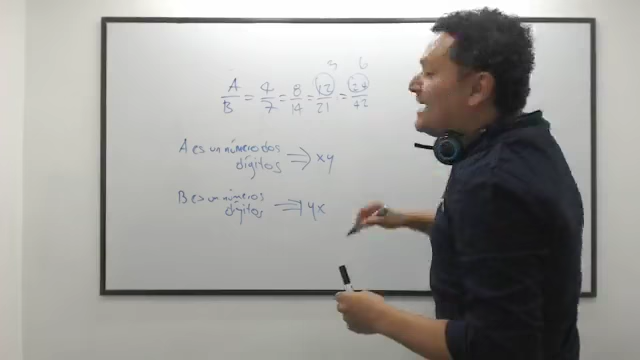 3 6
A/B = 4/7 = 8/14 = 12/21 = 24/42
A es un número dos
dígitos ⇒ xy
B es un números
dígitos ⇒ yx